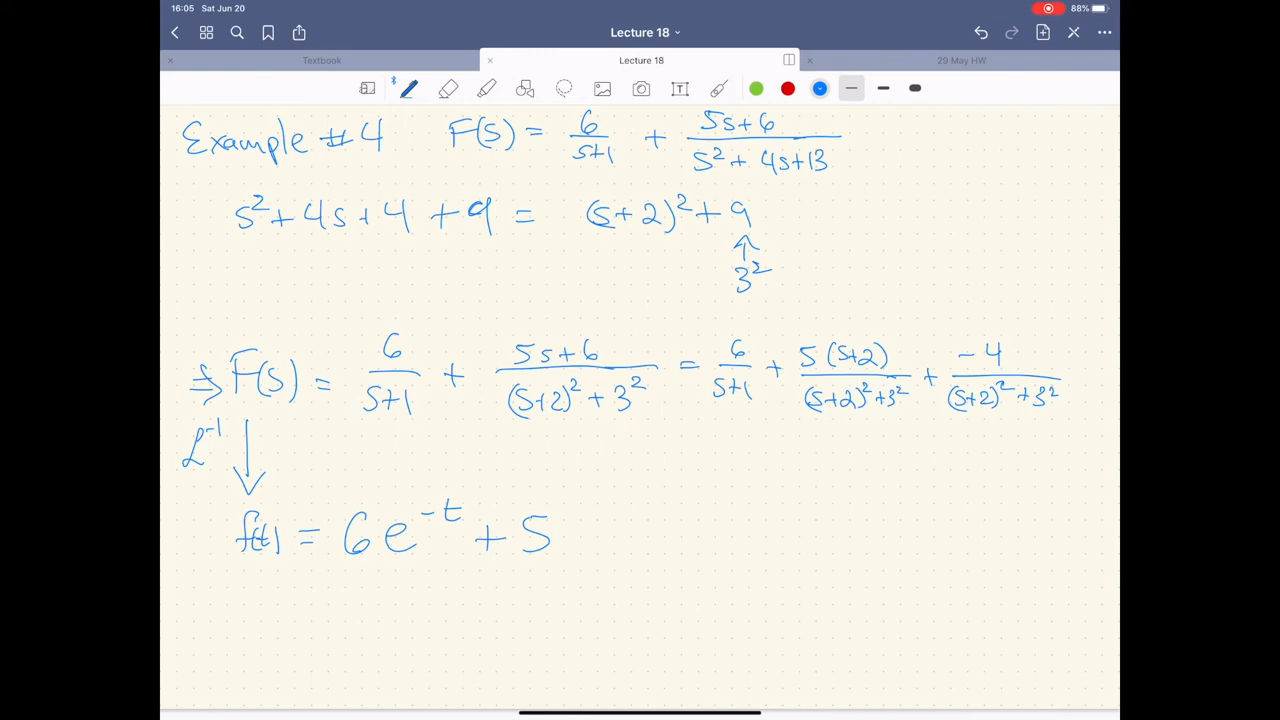 16:05 Sat Jun 20 88%
Lecture 18
Textbook Lecture 18 29 May HW
Example #4 F(s) = 6/(s+1) + (5s+6)/(s²+4s+13)
s²+4s+4+9 = (s+2)²+9
↑
3²
⇒ F(s) = 6/(s+1) + (5s+6)/((s+2)²+3²) = 6/(s+1) + 5(s+2)/((s+2)²+3²) + -4/((s+2)²+3²)
ℒ⁻¹ ↓
f(t) = 6e^(-t) + 5